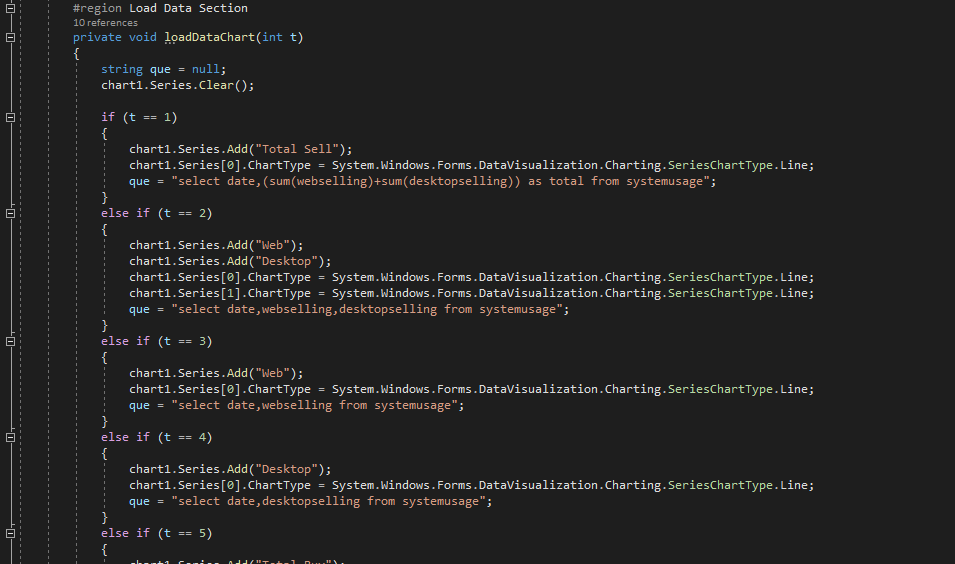 #region Load Data Section
10 references
private void loadDataChart(int t)
{
string que = null;
chart1.Series.Clear();
if (t == 1)
{
chart1.Series.Add("Total Sell");
chart1.Series[0].ChartType = System.Windows.Forms.DataVisualization.Charting.SeriesChartType.Line;
que = "select date,(sum(webselling)+sum(desktopselling)) as total from systemusage";
}
else if (t == 2)
{
chart1.Series.Add("Web");
chart1.Series.Add("Desktop");
chart1.Series[0].ChartType = System.Windows.Forms.DataVisualization.Charting.SeriesChartType.Line;
chart1.Series[1].ChartType = System.Windows.Forms.DataVisualization.Charting.SeriesChartType.Line;
que = "select date,webselling,desktopselling from systemusage";
}
else if (t == 3)
{
chart1.Series.Add("Web");
chart1.Series[0].ChartType = System.Windows.Forms.DataVisualization.Charting.SeriesChartType.Line;
que = "select date,webselling from systemusage";
}
else if (t == 4)
{
chart1.Series.Add("Desktop");
chart1.Series[0].ChartType = System.Windows.Forms.DataVisualization.Charting.SeriesChartType.Line;
que = "select date,desktopselling from systemusage";
}
else if (t == 5)
{
chart1.Series.Add("Total Buy");